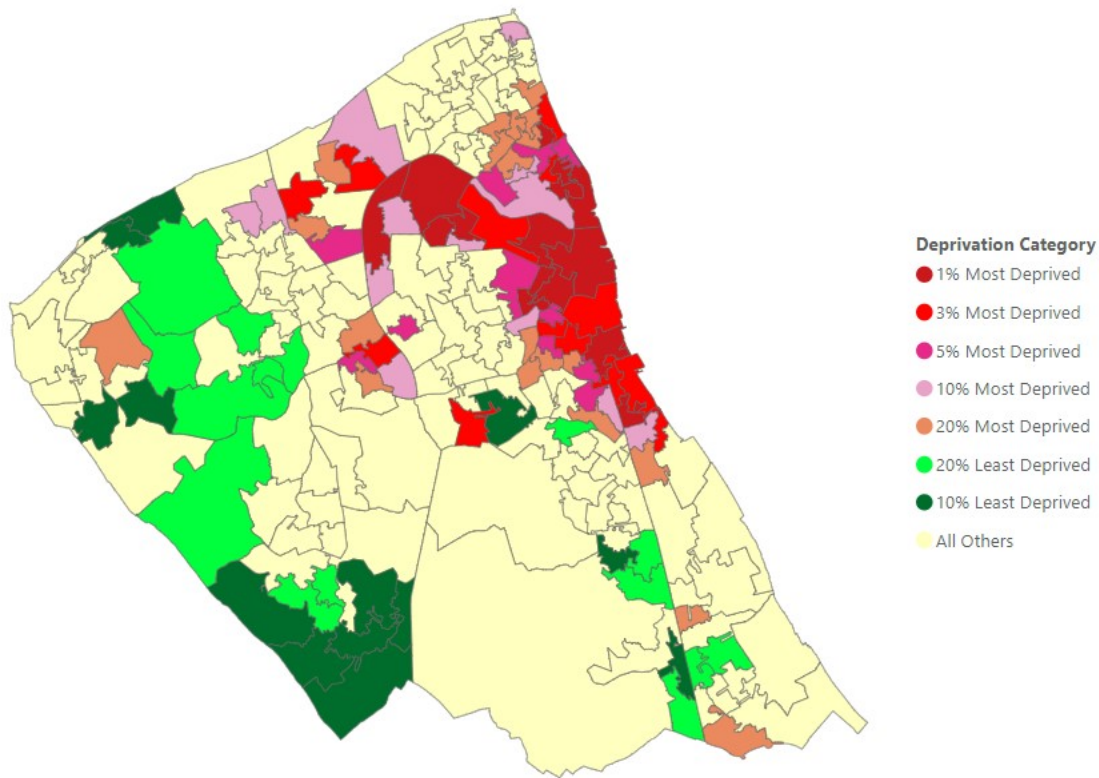 Deprivation Category
1% Most Deprived
3% Most Deprived
5% Most Deprived
10% Most Deprived
20% Most Deprived
20% Least Deprived
10% Least Deprived
All Others